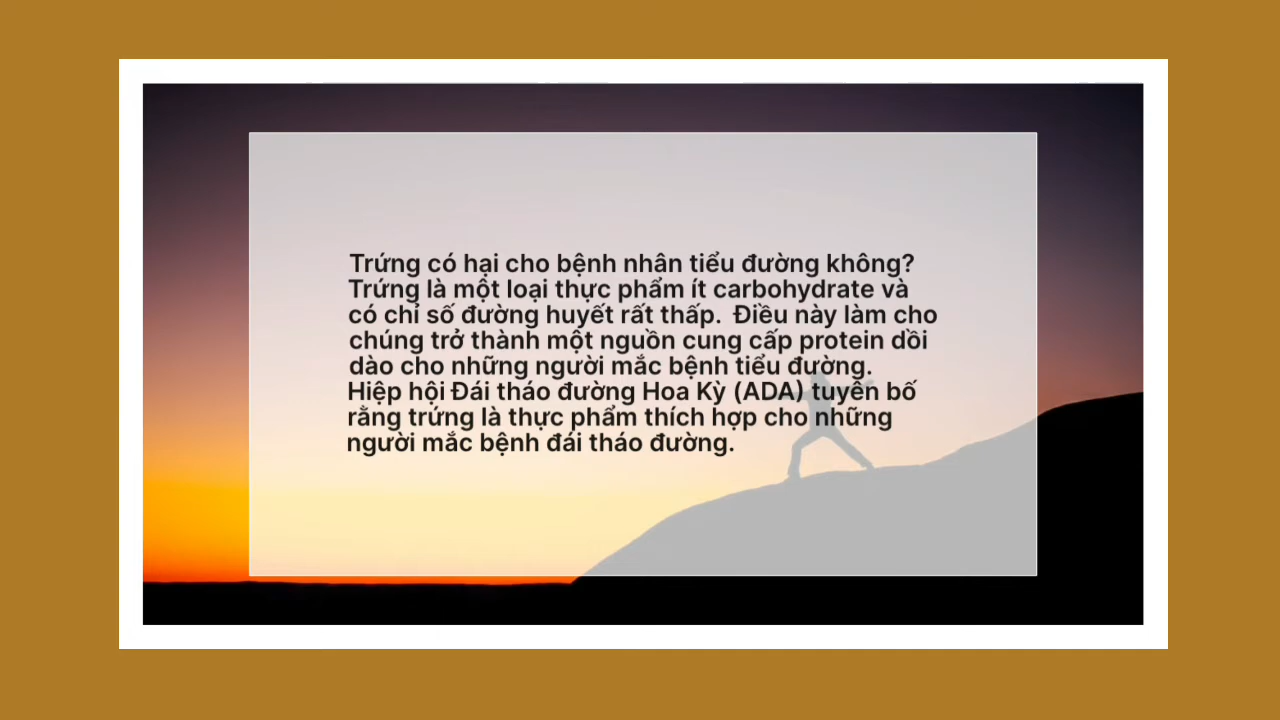 Trứng có hại cho bệnh nhân tiểu đường không?
Trứng là một loại thực phẩm ít carbohydrate và
có chỉ số đường huyết rất thấp. Điều này làm cho
chúng trở thành một nguồn cung cấp protein dồi
dào cho những người mắc bệnh tiểu đường.
Hiệp hội Đái tháo đường Hoa Kỳ (ADA) tuyên bố
rằng trứng là thực phẩm thích hợp cho những
người mắc bệnh đái tháo đường.